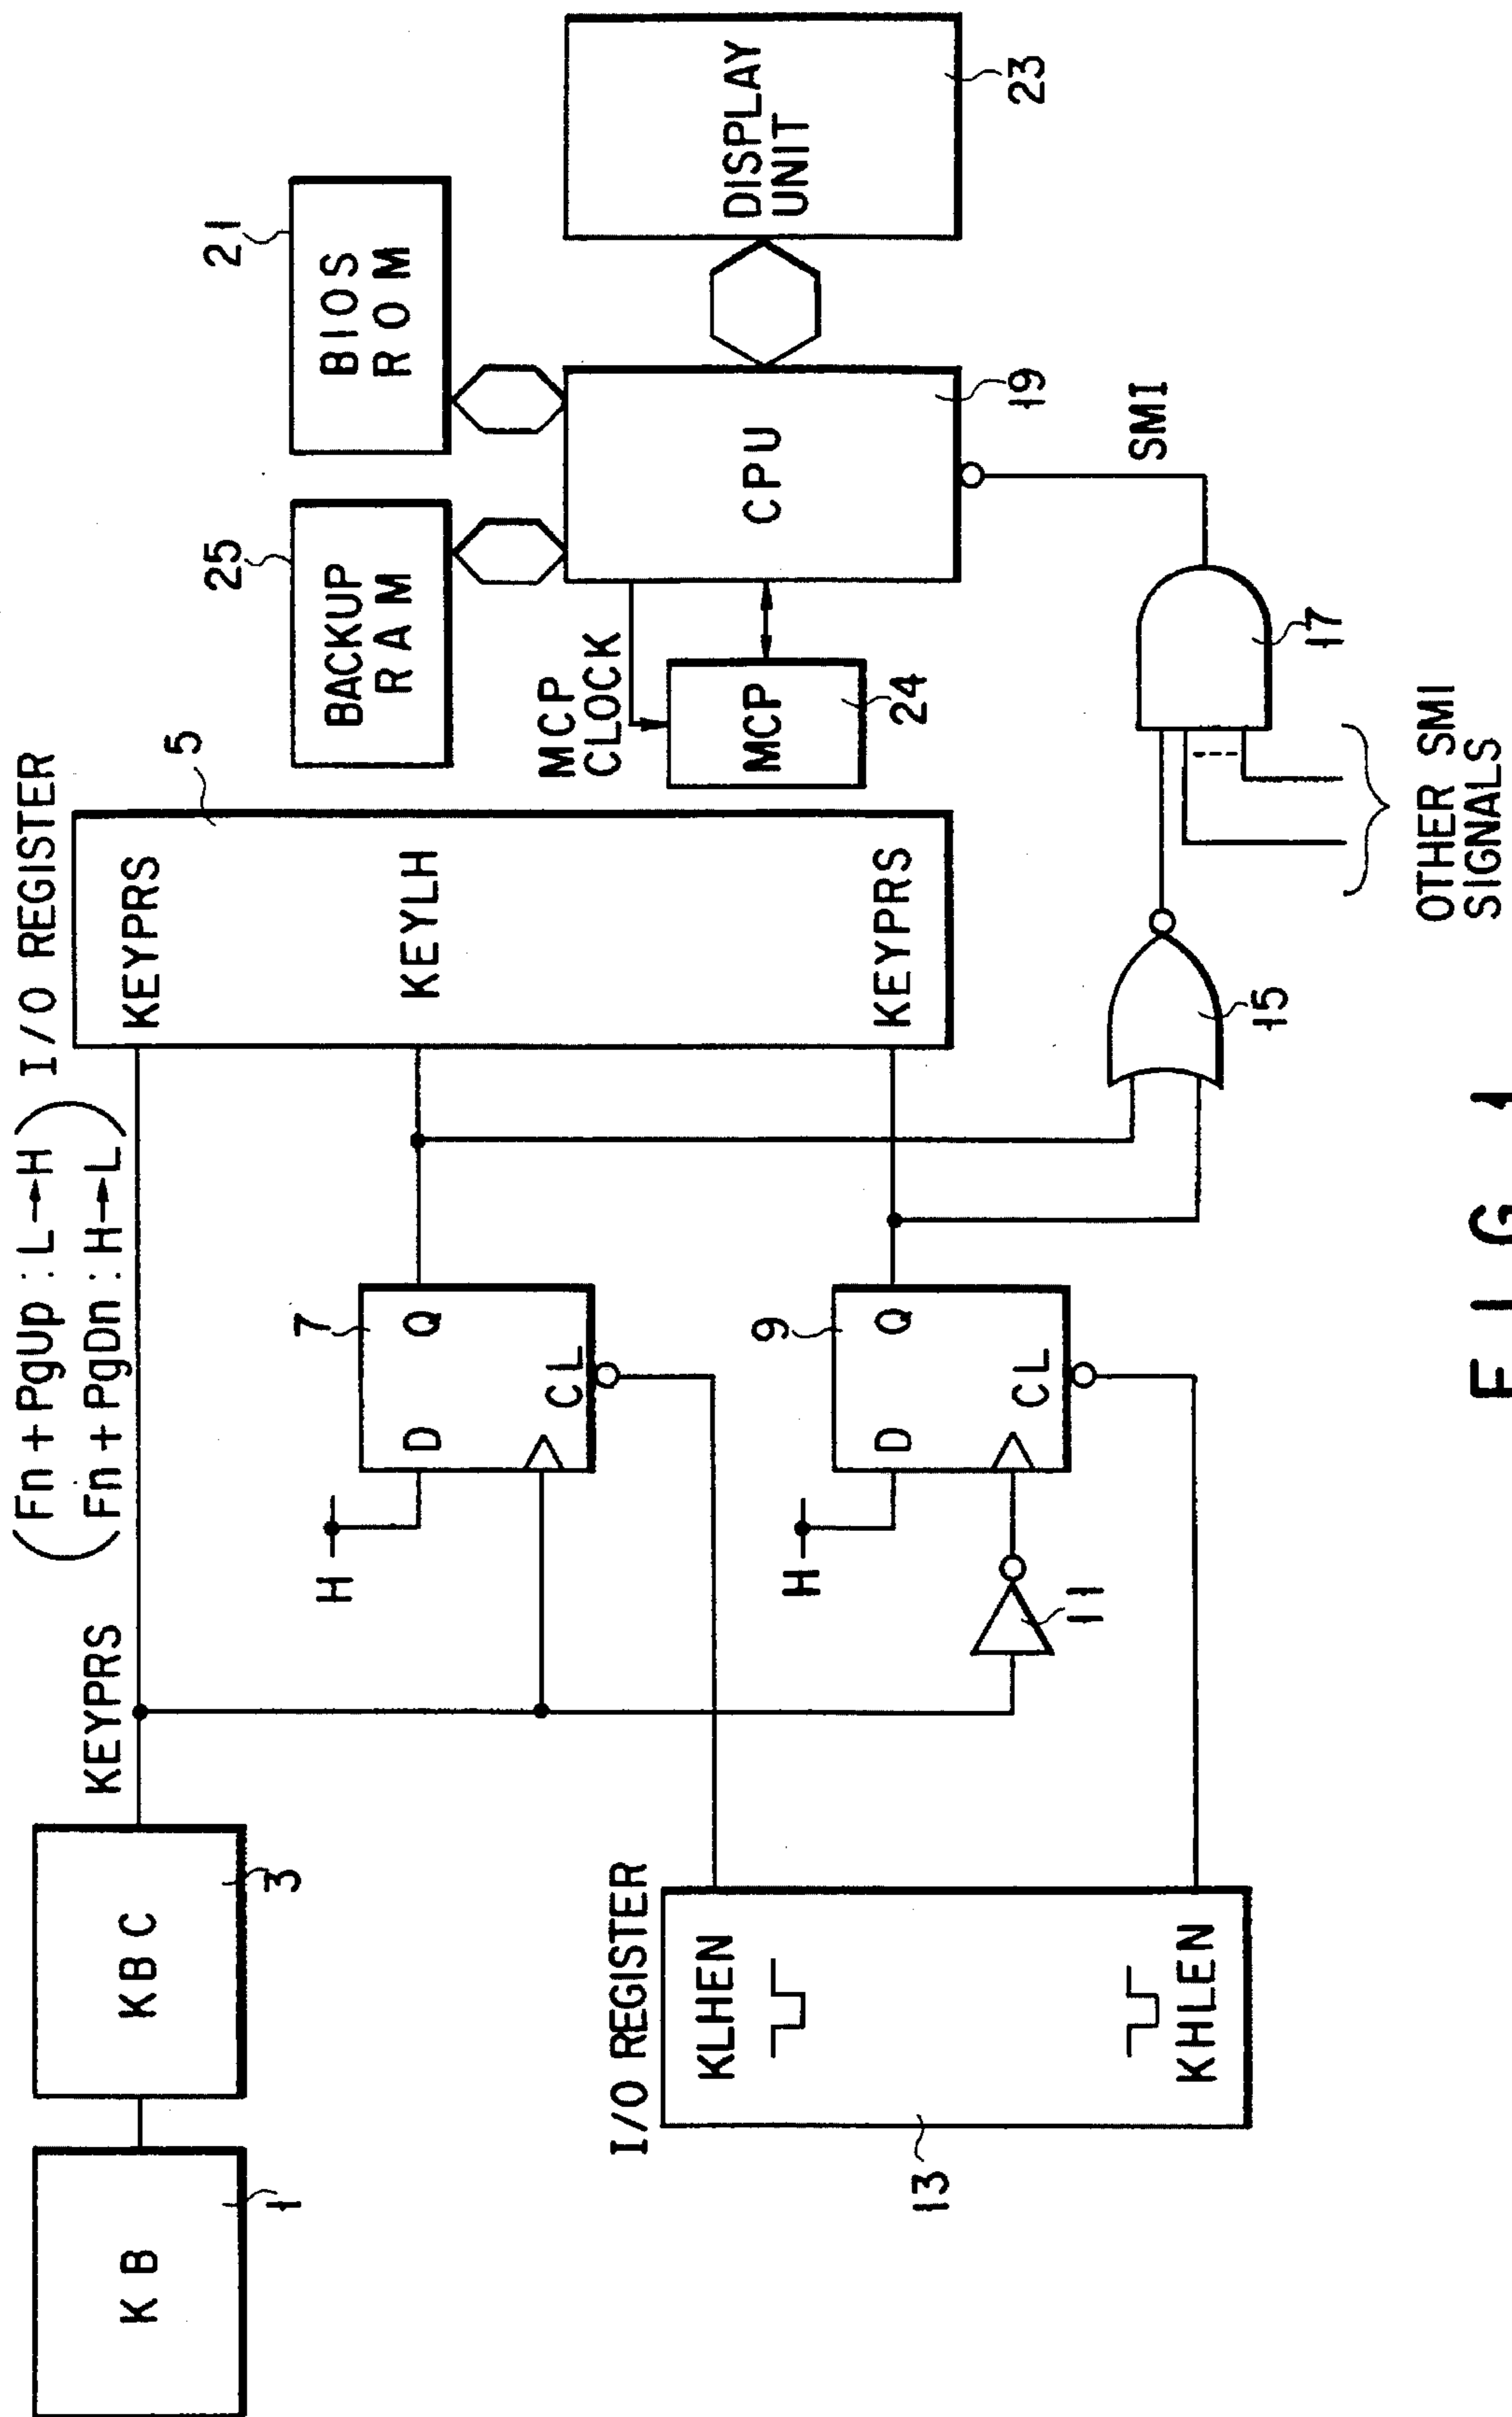 KB
1
KBC
3
KEYPRS
(Fn+PgUp : L→H)
(Fn+PgDn : H→L)
I/O REGISTER
5
KEYPRS
KEYLH
KEYPRS
H
7
D
Q
CL
H
9
D
Q
CL
11
I/O REGISTER
KLHEN
KHLEN
13
15
17
OTHER SMI
SIGNALS
SMI
BACKUP
RAM
25
BIOS
ROM
21
MCP
CLOCK
MCP
24
CPU
19
DISPLAY
UNIT
23
FIG 1